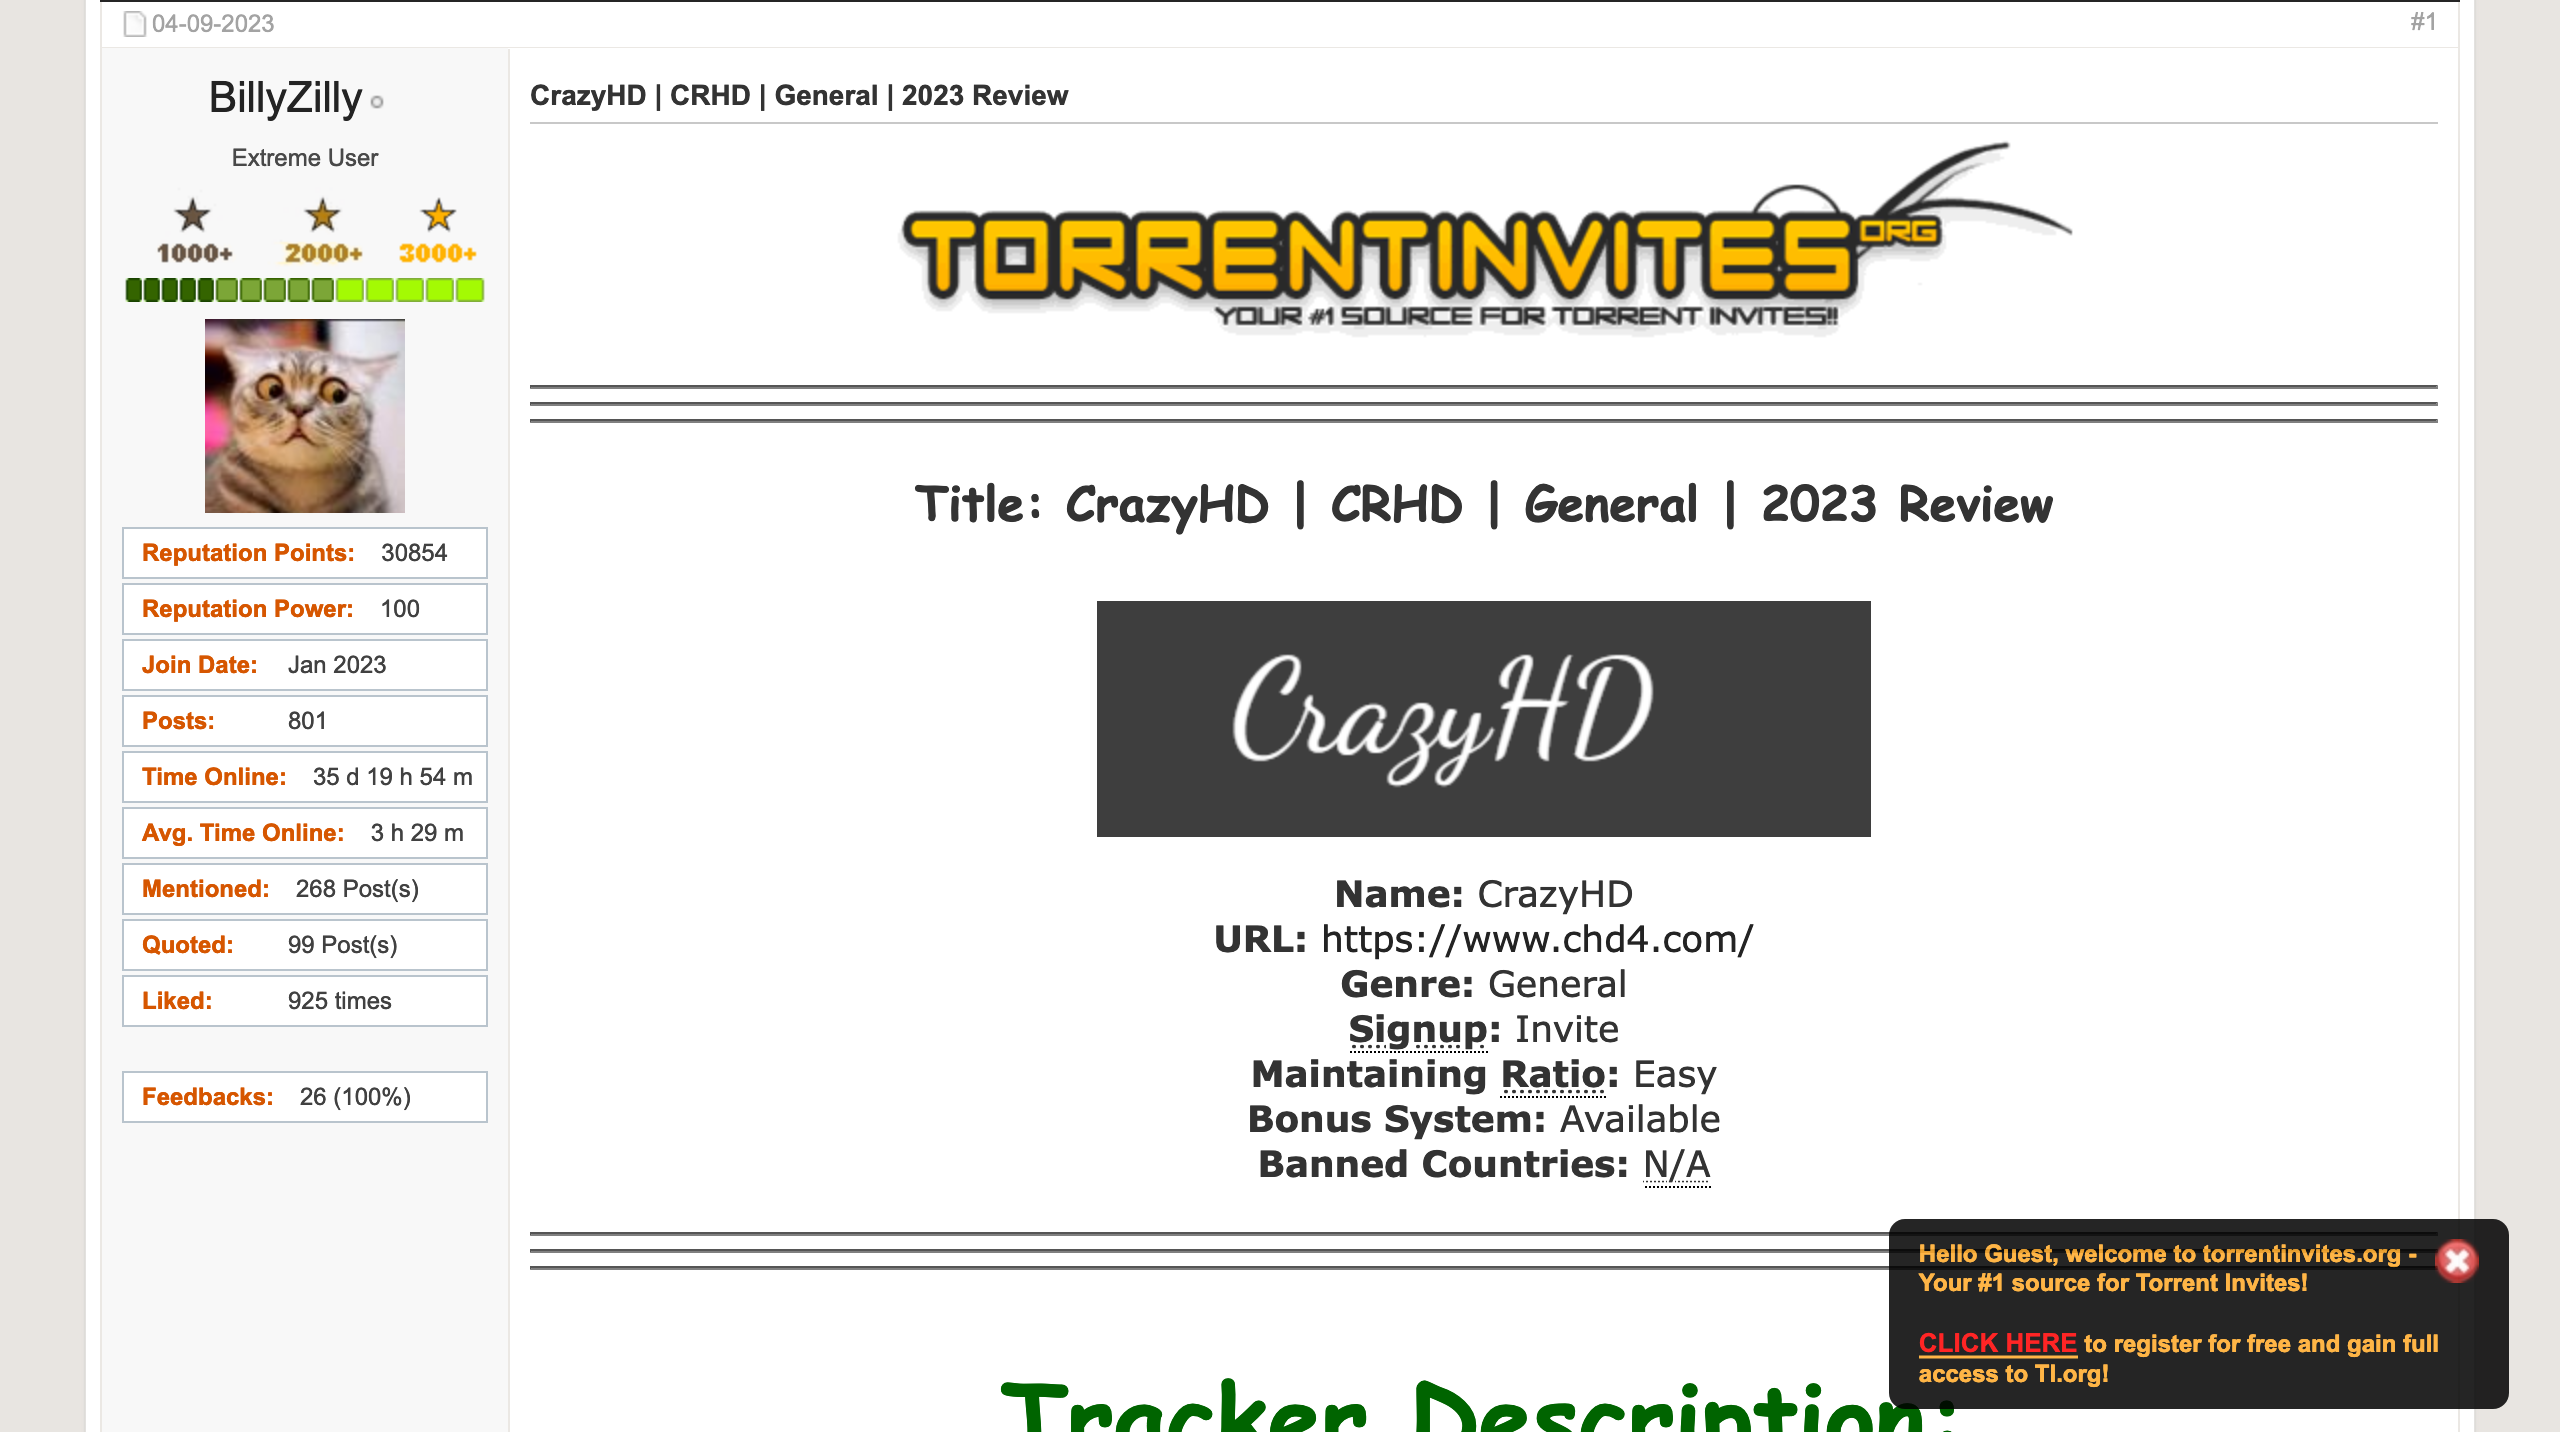 04-09-2023
#1
BillyZilly
Extreme User
1000+ 2000+ 3000+
Reputation Points: 30854
Reputation Power: 100
Join Date: Jan 2023
Posts: 801
Time Online: 35 d 19 h 54 m
Avg. Time Online: 3 h 29 m
Mentioned: 268 Post(s)
Quoted: 99 Post(s)
Liked: 925 times
Feedbacks: 26 (100%)
CrazyHD | CRHD | General | 2023 Review
TORRENTINVITES ORG
YOUR #1 SOURCE FOR TORRENT INVITES!!
Title: CrazyHD | CRHD | General | 2023 Review
CrazyHD
Name: CrazyHD
URL: https://www.chd4.com/
Genre: General
Signup: Invite
Maintaining Ratio: Easy
Bonus System: Available
Banned Countries: N/A
Tracker Description:
Hello Guest, welcome to torrentinvites.org -
Your #1 source for Torrent Invites!
CLICK HERE to register for free and gain full
access to TI.org!